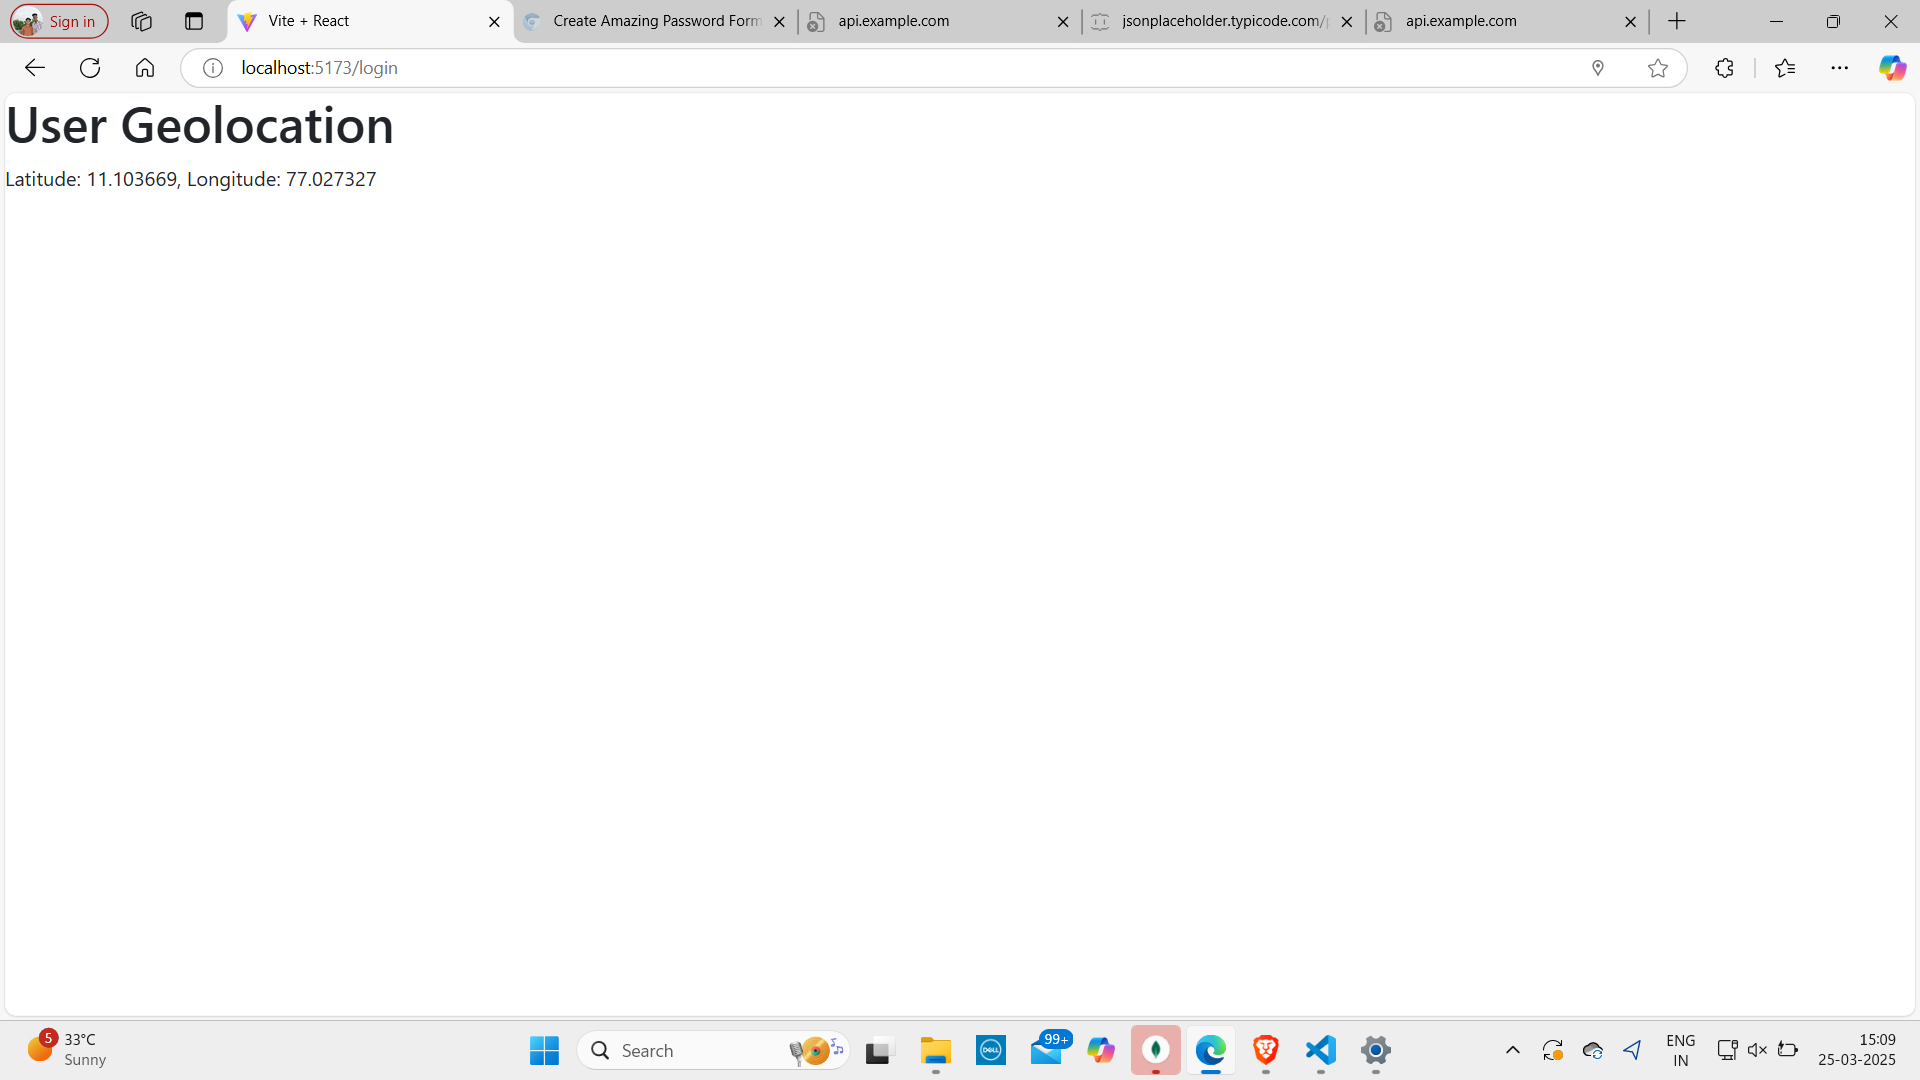 Sign in
Vite + React
Create Amazing Password Form
api.example.com
jsonplaceholder.typicode.com/p
api.example.com
localhost:5173/login
User Geolocation
Latitude: 11.103669, Longitude: 77.027327
5
33°C
Sunny
Search
DELL
99+
ENG
IN
15:09
25-03-2025